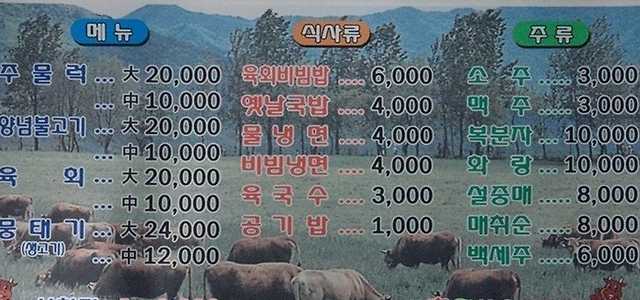 메뉴
주물럭 ... 大 20,000
... 中 10,000
양념불고기 ... 大 20,000
... 中 10,000
육회 ... 大 20,000
... 中 10,000
뭉태기 ... 大 24,000
(생고기) ... 中 12,000
식사류
육회비빔밥 .... 6,000
옛날국밥 .... 4,000
물냉면 .... 4,000
비빔냉면 .... 4,000
육국수 .... 3,000
공기밥 .... 1,000
주류
소주 ..... 3,000
맥주 ..... 3,000
복분자 ... 10,000
화랑 ..... 10,000
설중매 ..... 8,000
매취순 ..... 8,000
백세주 ..... 6,000